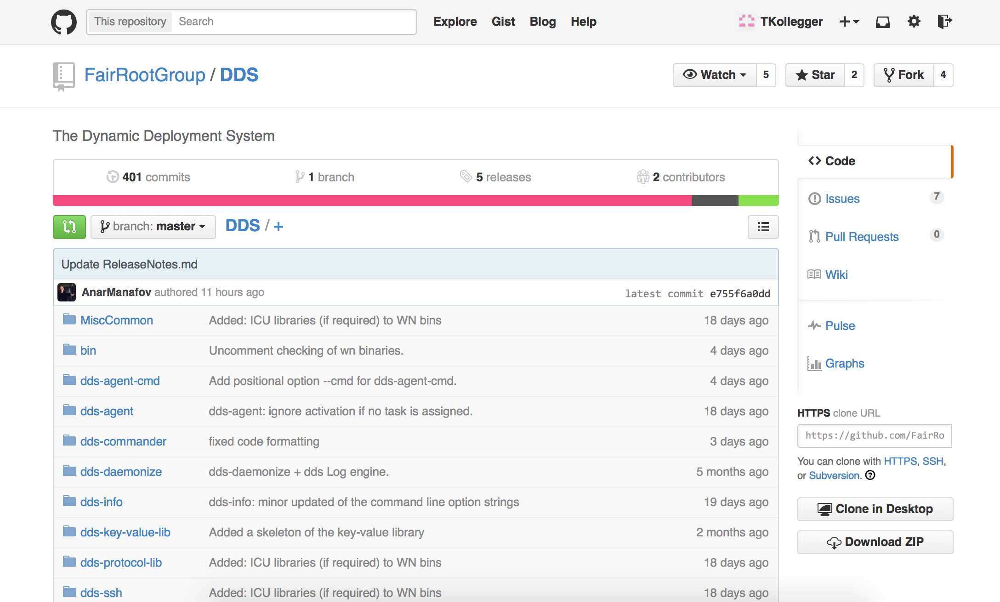 This repository Search Explore Gist Blog Help TKollegger
FairRootGroup / DDS Watch 5 Star 2 Fork 4
The Dynamic Deployment System
401 commits 1 branch 5 releases 2 contributors
branch: master DDS / +
Update ReleaseNotes.md
AnarManafov authored 11 hours ago latest commit e755f6a0dd
MiscCommon Added: ICU libraries (if required) to WN bins 18 days ago
bin Uncomment checking of wn binaries. 4 days ago
dds-agent-cmd Add positional option --cmd for dds-agent-cmd. 4 days ago
dds-agent dds-agent: ignore activation if no task is assigned. 18 days ago
dds-commander fixed code formatting 3 days ago
dds-daemonize dds-daemonize + dds Log engine. 5 months ago
dds-info dds-info: minor updated of the command line option strings 19 days ago
dds-key-value-lib Added a skeleton of the key-value library 2 months ago
dds-protocol-lib Added: ICU libraries (if required) to WN bins 18 days ago
dds-ssh Added: ICU libraries (if required) to WN bins 18 days ago
Code
Issues 7
Pull Requests 0
Wiki
Pulse
Graphs
HTTPS clone URL
https://github.com/FairRo
You can clone with HTTPS, SSH,
or Subversion.
Clone in Desktop
Download ZIP